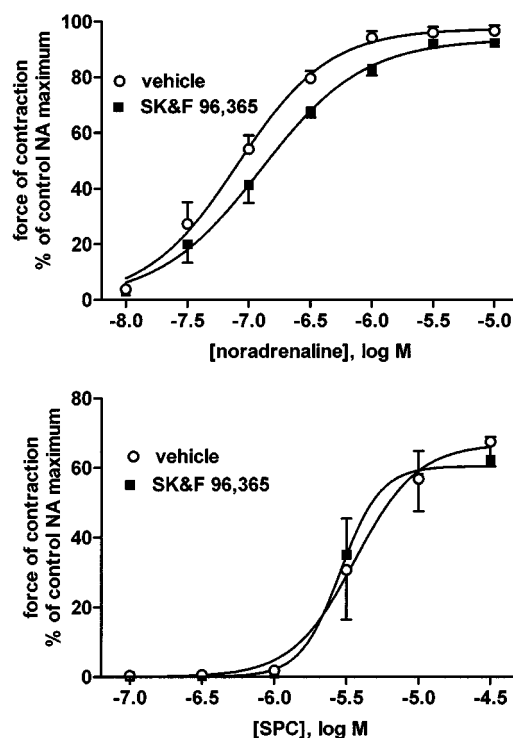 force of contraction
% of control NA maximum
100
80
60
40
20
0
vehicle
SK&F 96,365
-8.0 -7.5 -7.0 -6.5 -6.0 -5.5 -5.0
[noradrenaline], log M
force of contraction
% of control NA maximum
80
60
40
20
0
vehicle
SK&F 96,365
-7.0 -6.5 -6.0 -5.5 -5.0 -4.5
[SPC], log M